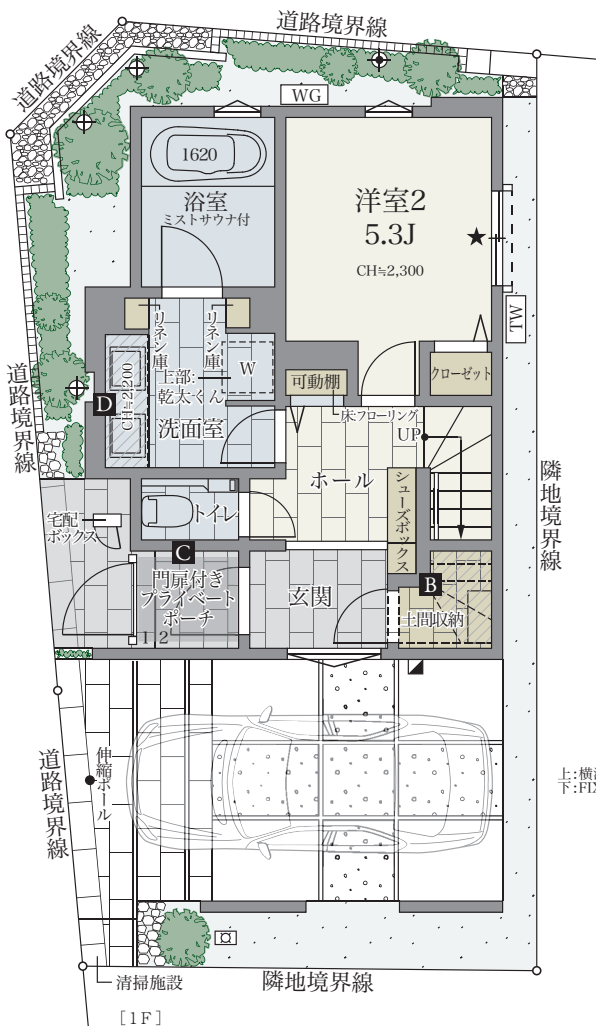 道路境界線
道路境界線
WG
1620
浴室
ミストサウナ付
洋室2
5.3J
CH≒2,300
★
TW
リネン庫
リネン庫
W
上部:
乾太くん
CH≒2,200
D
洗面室
可動棚
クローゼット
床フローリング
UP
道路境界線
ホール
シューズボックス
隣地境界線
宅配
ボックス
トイレ
C
門扉付き
プライベート
ポーチ
1 2
玄関
B
土間収納
道路境界線
伸縮ポール
下:FIX
清掃施設
隣地境界線
[1F]